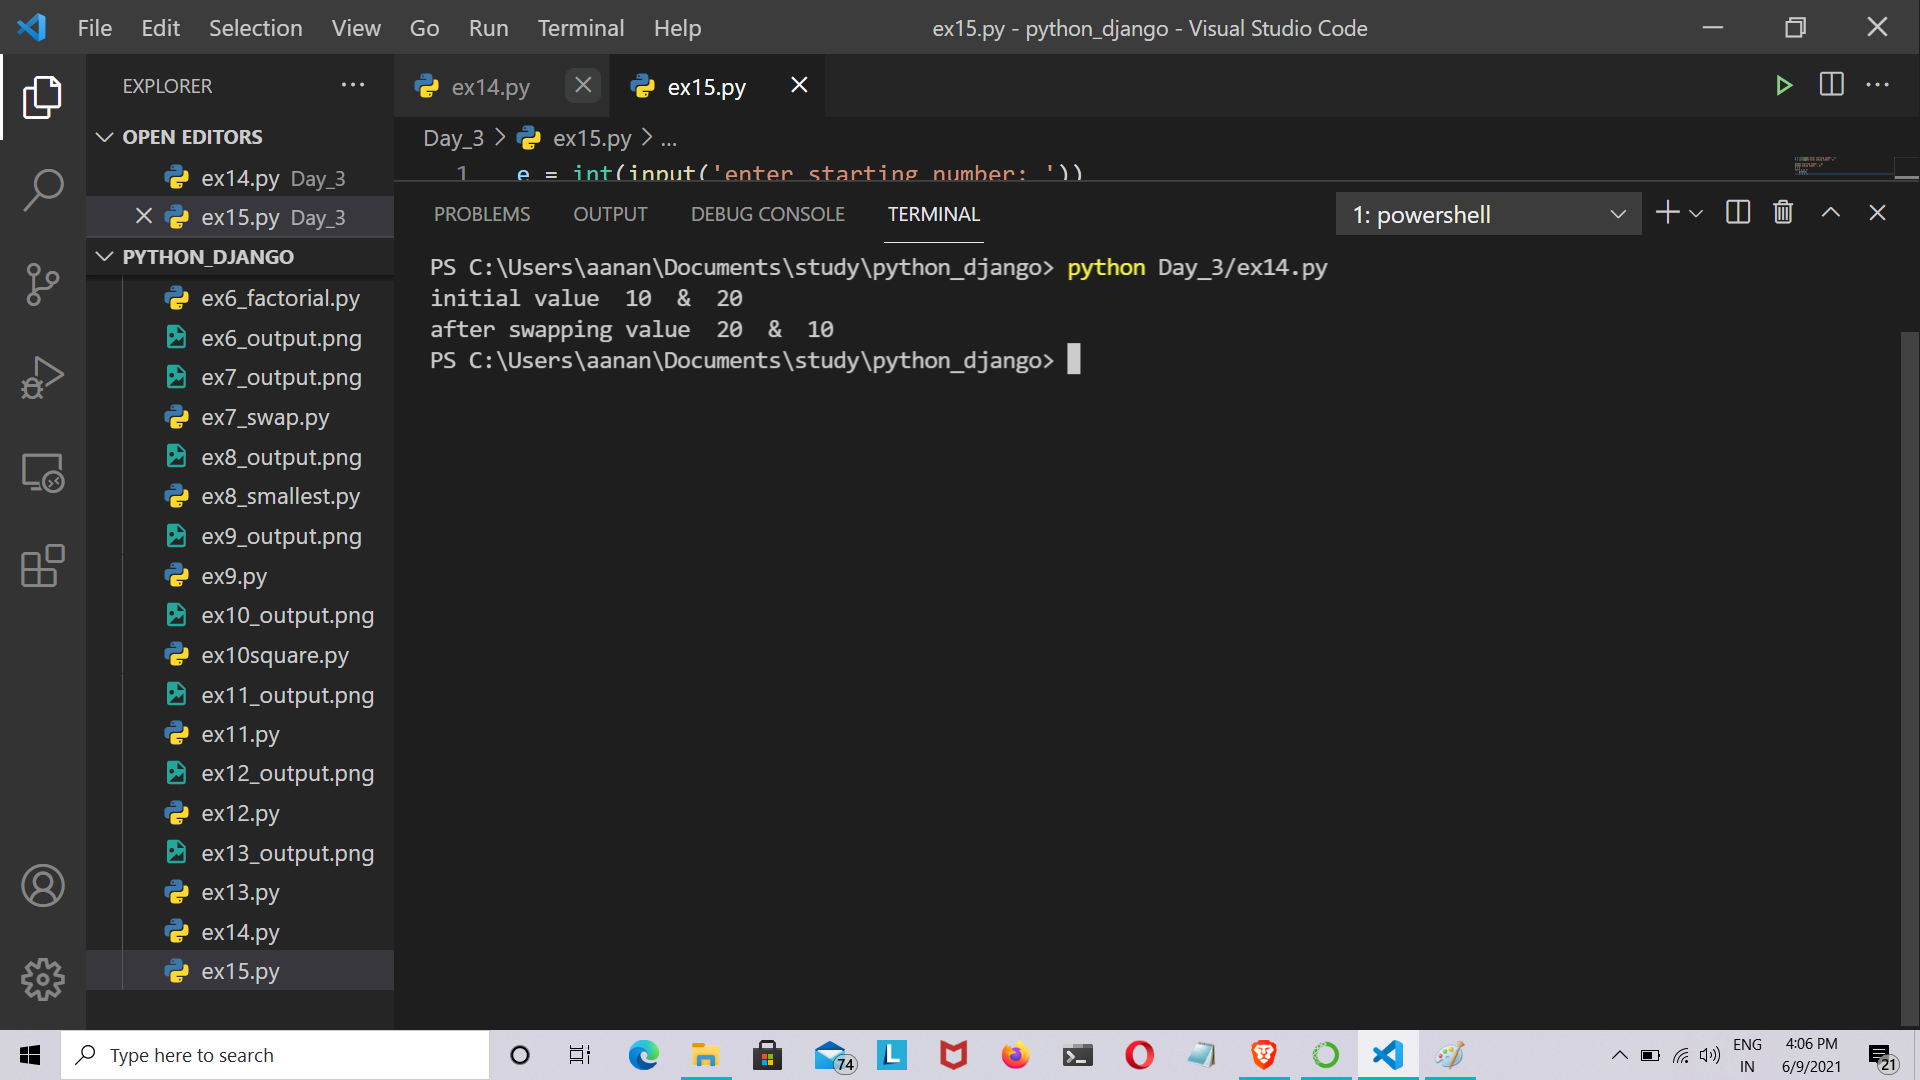 File Edit Selection View Go Run Terminal Help
ex15.py - python_django - Visual Studio Code
EXPLORER
OPEN EDITORS
ex14.py Day_3
ex15.py Day_3
PYTHON_DJANGO
ex6_factorial.py
ex6_output.png
ex7_output.png
ex7_swap.py
ex8_output.png
ex8_smallest.py
ex9_output.png
ex9.py
ex10_output.png
ex10square.py
ex11_output.png
ex11.py
ex12_output.png
ex12.py
ex13_output.png
ex13.py
ex14.py
ex15.py
ex14.py
ex15.py
Day_3 > ex15.py > ...
1 e = int(input('enter starting number: '))
PROBLEMS OUTPUT DEBUG CONSOLE TERMINAL
1: powershell
PS C:\Users\aanan\Documents\study\python_django> python Day_3/ex14.py
initial value  10  &  20
after swapping value  20  &  10
PS C:\Users\aanan\Documents\study\python_django>
Type here to search
74
L
ENG
IN
4:06 PM
6/9/2021
21